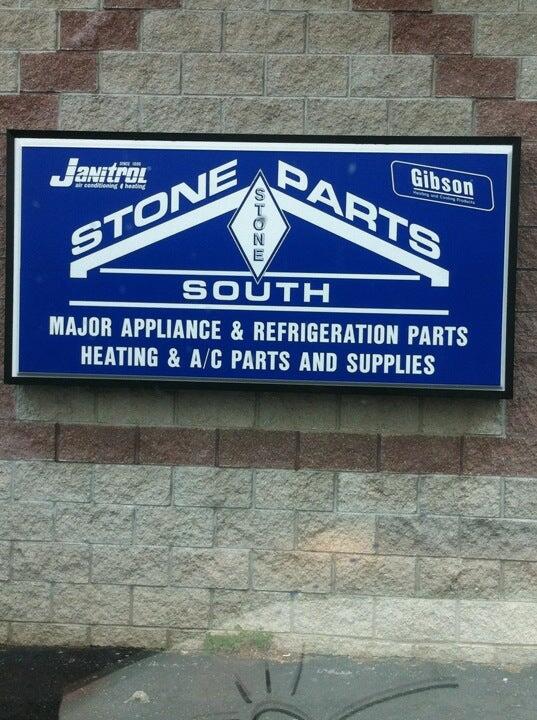 SINCE 1895
Janitrol
air conditioning & heating
Gibson
Heating and Cooling Products
STONE PARTS
STONE
SOUTH
MAJOR APPLIANCE & REFRIGERATION PARTS
HEATING & A/C PARTS AND SUPPLIES